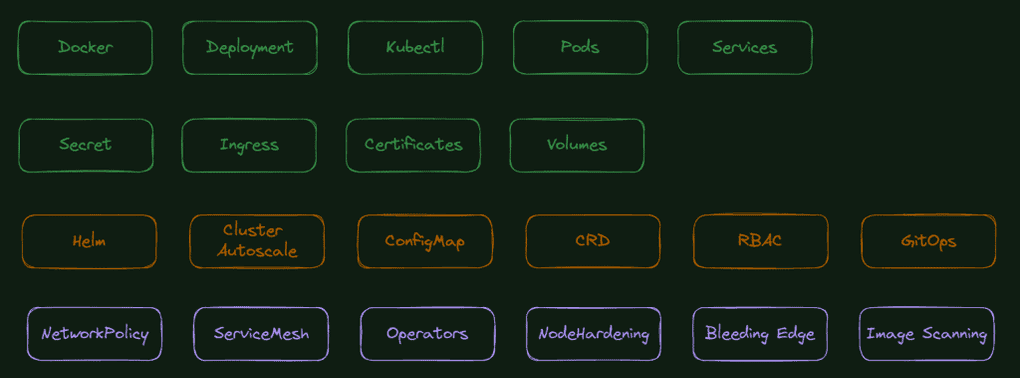 Docker
Deployment
Kubectl
Pods
Services
Secret
Ingress
Certificates
Volumes
Helm
Cluster
Autoscale
ConfigMap
CRD
RBAC
GitOps
NetworkPolicy
ServiceMesh
Operators
NodeHardening
Bleeding Edge
Image Scanning